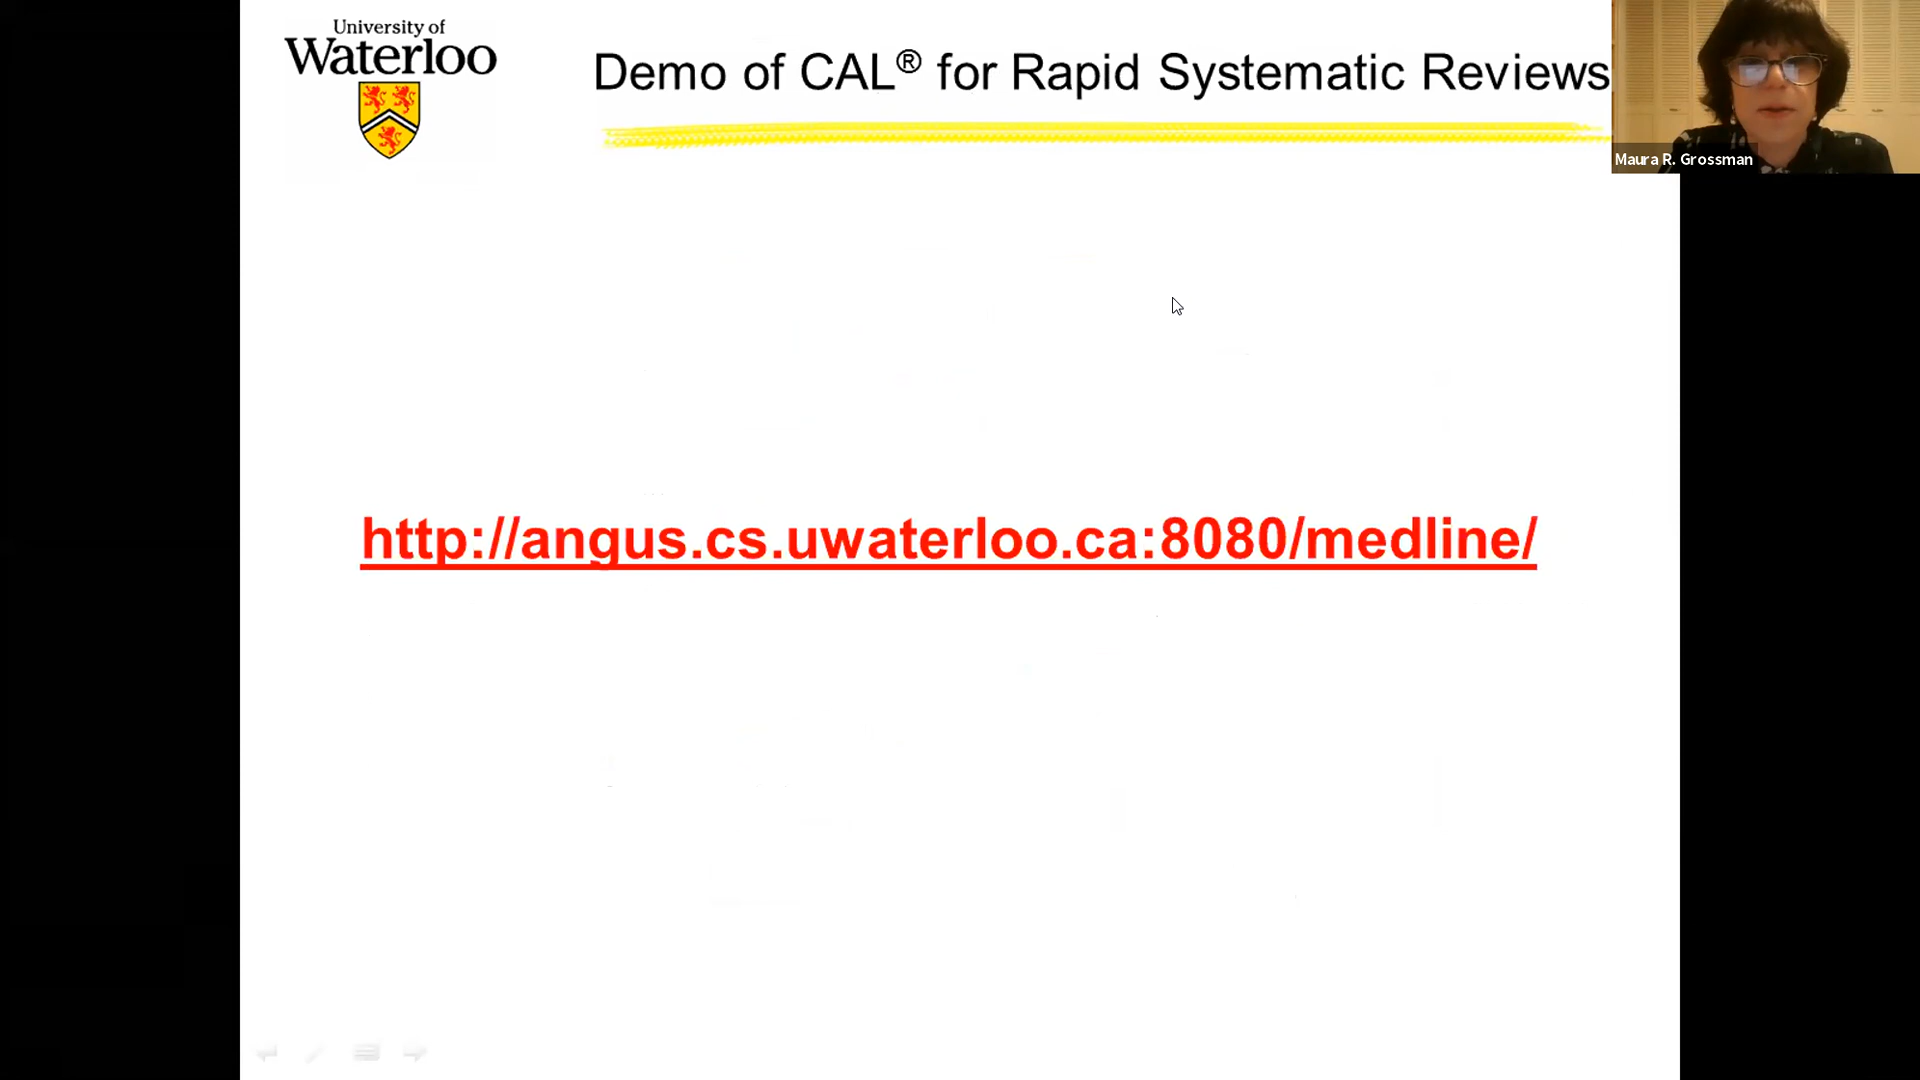 University of
Waterloo
Demo of CAL® for Rapid Systematic Reviews
Maura R. Grossman
http://angus.cs.uwaterloo.ca:8080/medline/